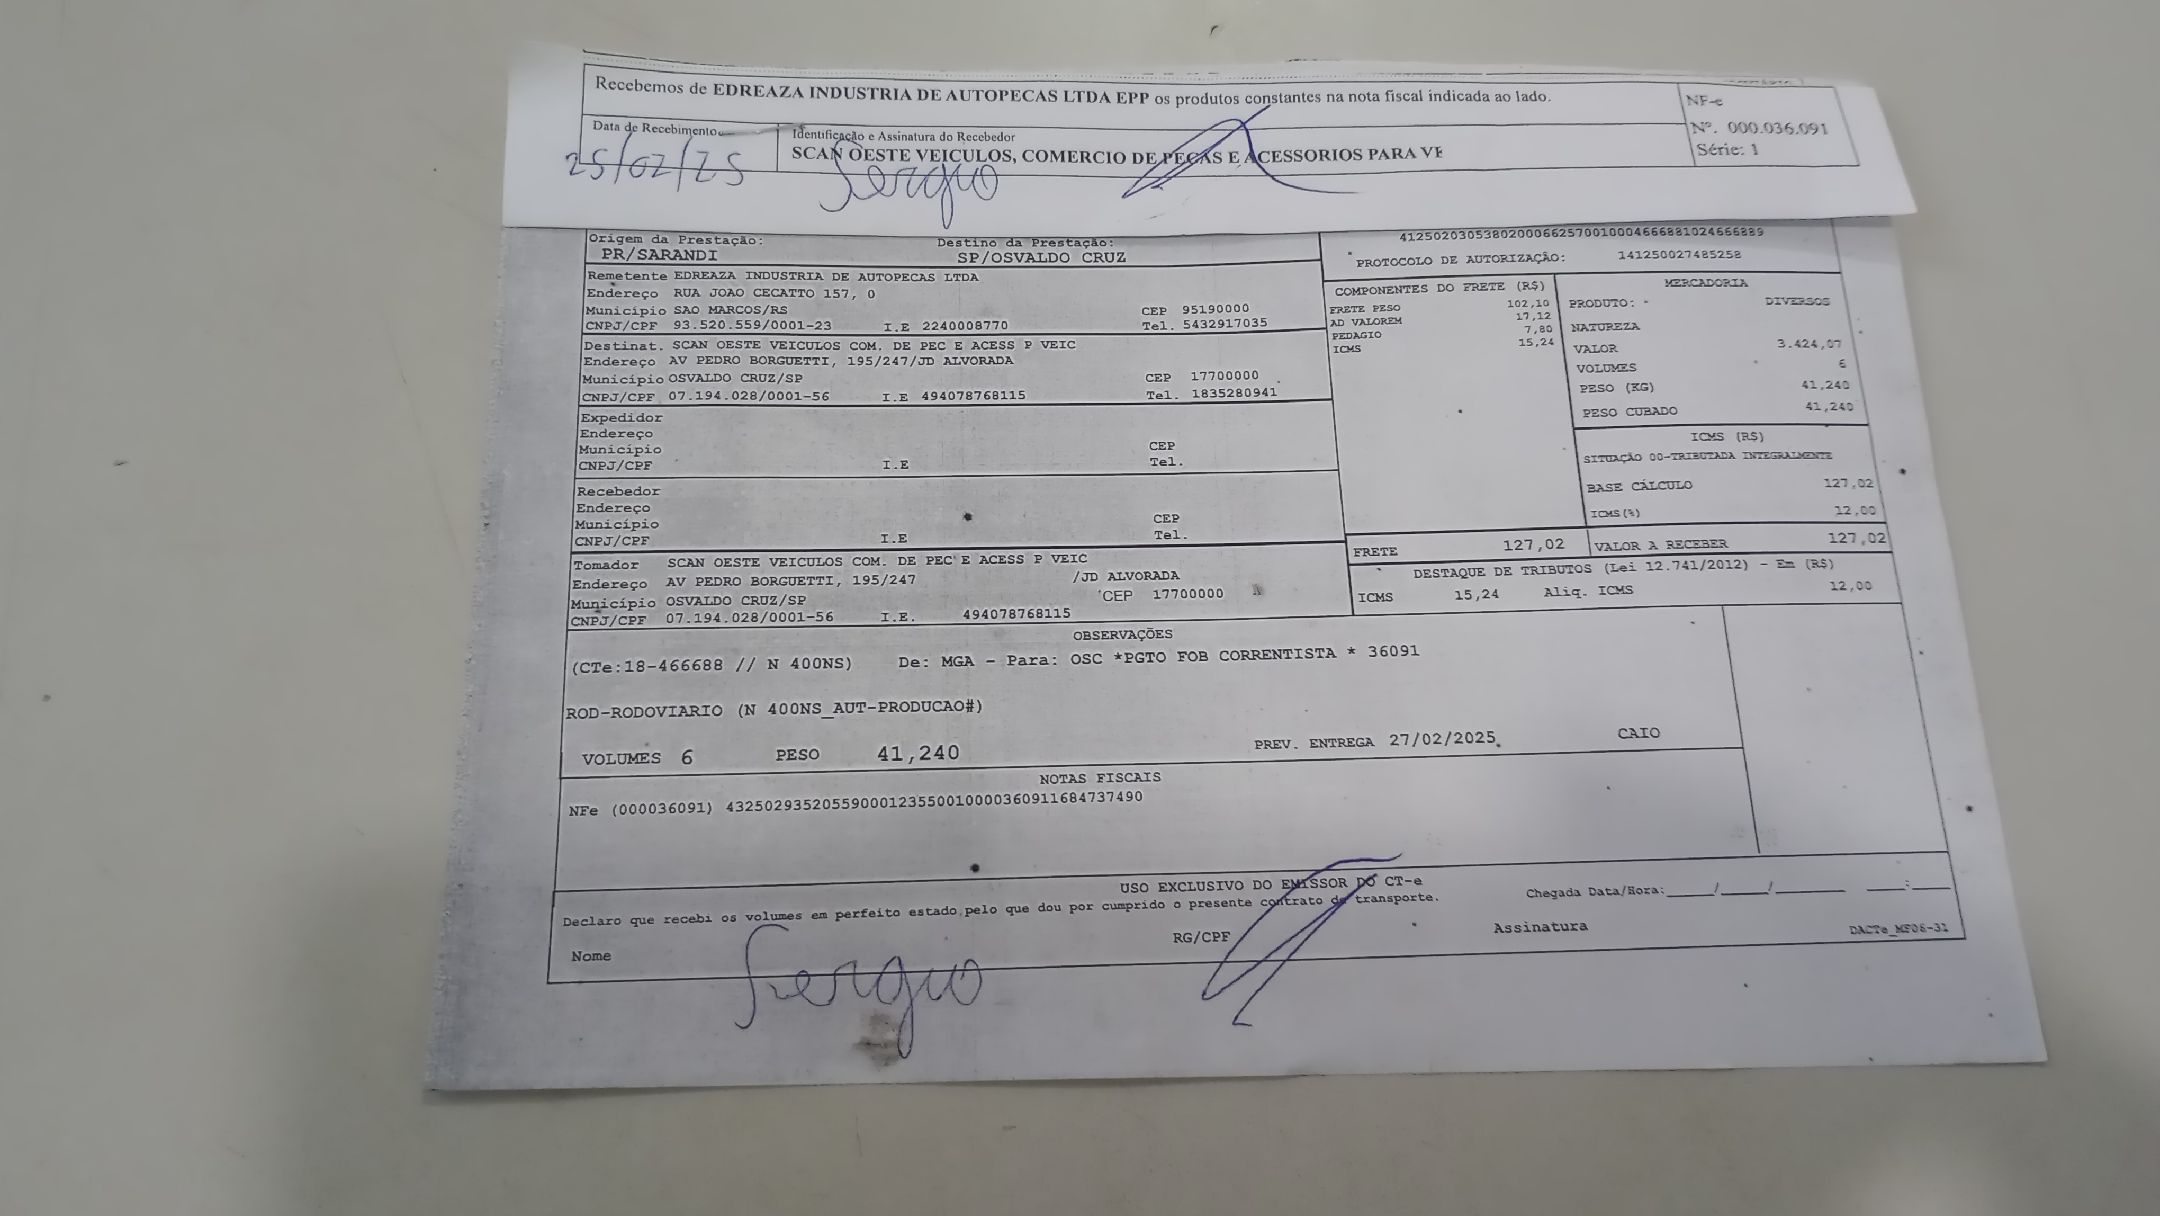 Recebemos de EDREAZA INDUSTRIA DE AUTOPECAS LTDA EPP os produtos constantes na nota fiscal indicada ao lado.
NF-e
Nº. 000.036.091
Série: 1
Data de Recebimento
Identificação e Assinatura do Recebedor
25/02/25
SCAN OESTE VEICULOS, COMERCIO DE PEÇAS E ACESSORIOS PARA VE
Sergio
Origem da Prestação:
PR/SARANDI
Destino da Prestação:
SP/OSVALDO CRUZ
41250203053802000662570010004666881024666889
PROTOCOLO DE AUTORIZAÇÃO: 141250027485258
Remetente EDREAZA INDUSTRIA DE AUTOPECAS LTDA
Endereço RUA JOAO CECATTO 157, 0
Município SAO MARCOS/RS CEP 95190000
CNPJ/CPF 93.520.559/0001-23 I.E 2240008770 Tel. 5432917035
Destinat. SCAN OESTE VEICULOS COM. DE PEC E ACESS P VEIC
Endereço AV PEDRO BORGUETTI, 195/247/JD ALVORADA
Município OSVALDO CRUZ/SP CEP 17700000
CNPJ/CPF 07.194.028/0001-56 I.E 494078768115 Tel. 1835280941
Expedidor
Endereço
Município CEP
CNPJ/CPF I.E Tel.
Recebedor
Endereço
Município CEP
CNPJ/CPF I.E Tel.
Tomador SCAN OESTE VEICULOS COM. DE PEC E ACESS P VEIC
Endereço AV PEDRO BORGUETTI, 195/247 /JD ALVORADA
Município OSVALDO CRUZ/SP CEP 17700000
CNPJ/CPF 07.194.028/0001-56 I.E. 494078768115
COMPONENTES DO FRETE (R$)
FRETE PESO 102,10
AD VALOREM 17,12
PEDAGIO 7,80
ICMS 15,24
MERCADORIA
PRODUTO: DIVERSOS
NATUREZA
VALOR 3.424,07
VOLUMES 6
PESO (KG) 41,240
PESO CUBADO 41,240
ICMS (R$)
SITUAÇÃO 00-TRIBUTADA INTEGRALMENTE
BASE CÁLCULO 127,02
ICMS(%) 12,00
FRETE 127,02 VALOR A RECEBER 127,02
DESTAQUE DE TRIBUTOS (Lei 12.741/2012) - Em (R$)
ICMS 15,24 Aliq. ICMS 12,00
OBSERVAÇÕES
(CTe:18-466688 // N 400NS) De: MGA - Para: OSC *PGTO FOB CORRENTISTA * 36091
ROD-RODOVIARIO (N 400NS_AUT-PRODUCAO#)
VOLUMES 6 PESO 41,240 PREV. ENTREGA 27/02/2025. CAIO
NOTAS FISCAIS
NFe (000036091) 43250293520559000123550010000360911684737490
USO EXCLUSIVO DO EMISSOR DO CT-e
Declaro que recebi os volumes em perfeito estado pelo que dou por cumprido o presente contrato de transporte.
Chegada Data/Hora:____/____/______ ___:___
Nome
Sergio
RG/CPF
Assinatura
DACTe_MF06-31